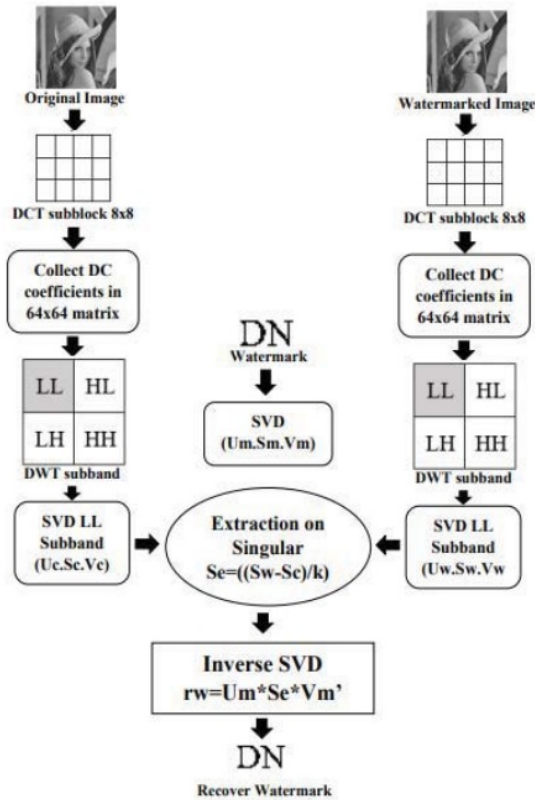 Original Image
DCT subblock 8x8
Collect DC
coefficients in
64x64 matrix
LL HL
LH HH
DWT subband
SVD LL
Subband
(Uc.Sc.Vc)
DN
Watermark
SVD
(Um.Sm.Vm)
Watermarked Image
DCT subblock 8x8
Collect DC
coefficients in
64x64 matrix
LL HL
LH HH
DWT subband
SVD LL
Subband
(Uw.Sw.Vw
Extraction on
Singular
Se=((Sw-Sc)/k)
Inverse SVD
rw=Um*Se*Vm’
DN
Recover Watermark